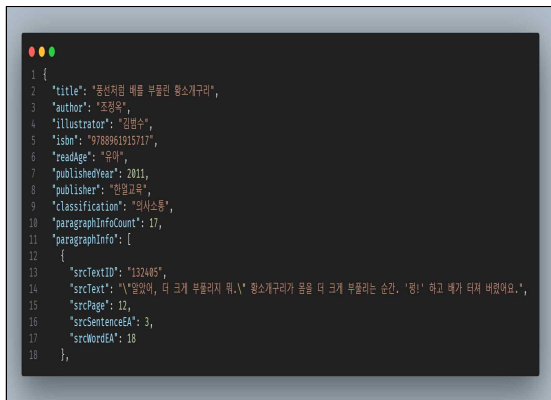 1 {
2 "title": "풍선처럼 배를 부풀린 황소개구리",
3 "author": "조정옥",
4 "illustrator": "김범수",
5 "isbn": "9788961915717",
6 "readAge": "유아",
7 "publishedYear": 2011,
8 "publisher": "한열교육",
9 "classification": "의사소통",
10 "paragraphInfoCount": 17,
11 "paragraphInfo": [
12 {
13 "srcTextID": "132405",
14 "srcText": "\"알았어, 더 크게 부풀리지 뭐.\" 황소개구리가 몸을 더 크게 부풀리는 순간. '펑!' 하고 배가 터져 버렸어요.",
15 "srcPage": 12,
16 "srcSentenceEA": 3,
17 "srcWordEA": 18
18 },